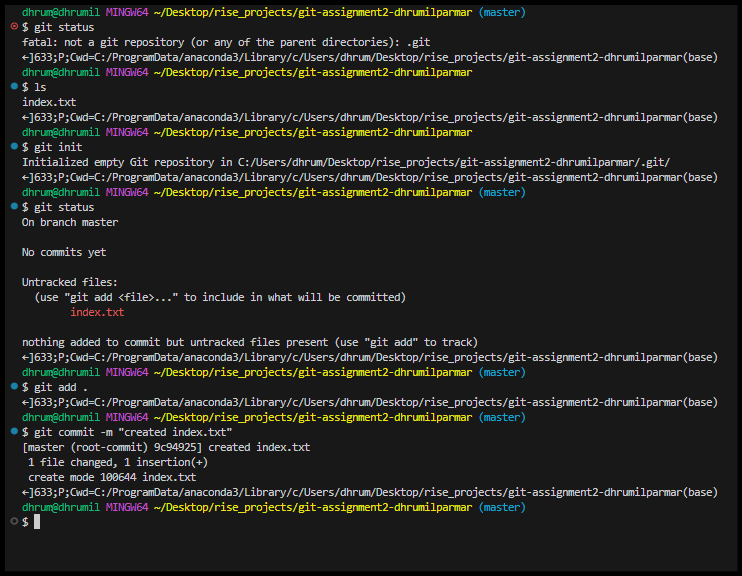 dhrum@dhrumil MINGW64 ~/Desktop/rise_projects/git-assignment2-dhrumilparmar (master)
$ git status
fatal: not a git repository (or any of the parent directories): .git
←]633;P;Cwd=C:/ProgramData/anaconda3/Library/c/Users/dhrum/Desktop/rise_projects/git-assignment2-dhrumilparmar(base)
dhrum@dhrumil MINGW64 ~/Desktop/rise_projects/git-assignment2-dhrumilparmar
$ ls
index.txt
←]633;P;Cwd=C:/ProgramData/anaconda3/Library/c/Users/dhrum/Desktop/rise_projects/git-assignment2-dhrumilparmar(base)
dhrum@dhrumil MINGW64 ~/Desktop/rise_projects/git-assignment2-dhrumilparmar
$ git init
Initialized empty Git repository in C:/Users/dhrum/Desktop/rise_projects/git-assignment2-dhrumilparmar/.git/
←]633;P;Cwd=C:/ProgramData/anaconda3/Library/c/Users/dhrum/Desktop/rise_projects/git-assignment2-dhrumilparmar(base)
dhrum@dhrumil MINGW64 ~/Desktop/rise_projects/git-assignment2-dhrumilparmar (master)
$ git status
On branch master
No commits yet
Untracked files:
  (use "git add <file>..." to include in what will be committed)
        index.txt
nothing added to commit but untracked files present (use "git add" to track)
←]633;P;Cwd=C:/ProgramData/anaconda3/Library/c/Users/dhrum/Desktop/rise_projects/git-assignment2-dhrumilparmar(base)
dhrum@dhrumil MINGW64 ~/Desktop/rise_projects/git-assignment2-dhrumilparmar (master)
$ git add .
←]633;P;Cwd=C:/ProgramData/anaconda3/Library/c/Users/dhrum/Desktop/rise_projects/git-assignment2-dhrumilparmar(base)
dhrum@dhrumil MINGW64 ~/Desktop/rise_projects/git-assignment2-dhrumilparmar (master)
$ git commit -m "created index.txt"
[master (root-commit) 9c94925] created index.txt
 1 file changed, 1 insertion(+)
 create mode 100644 index.txt
←]633;P;Cwd=C:/ProgramData/anaconda3/Library/c/Users/dhrum/Desktop/rise_projects/git-assignment2-dhrumilparmar(base)
dhrum@dhrumil MINGW64 ~/Desktop/rise_projects/git-assignment2-dhrumilparmar (master)
$